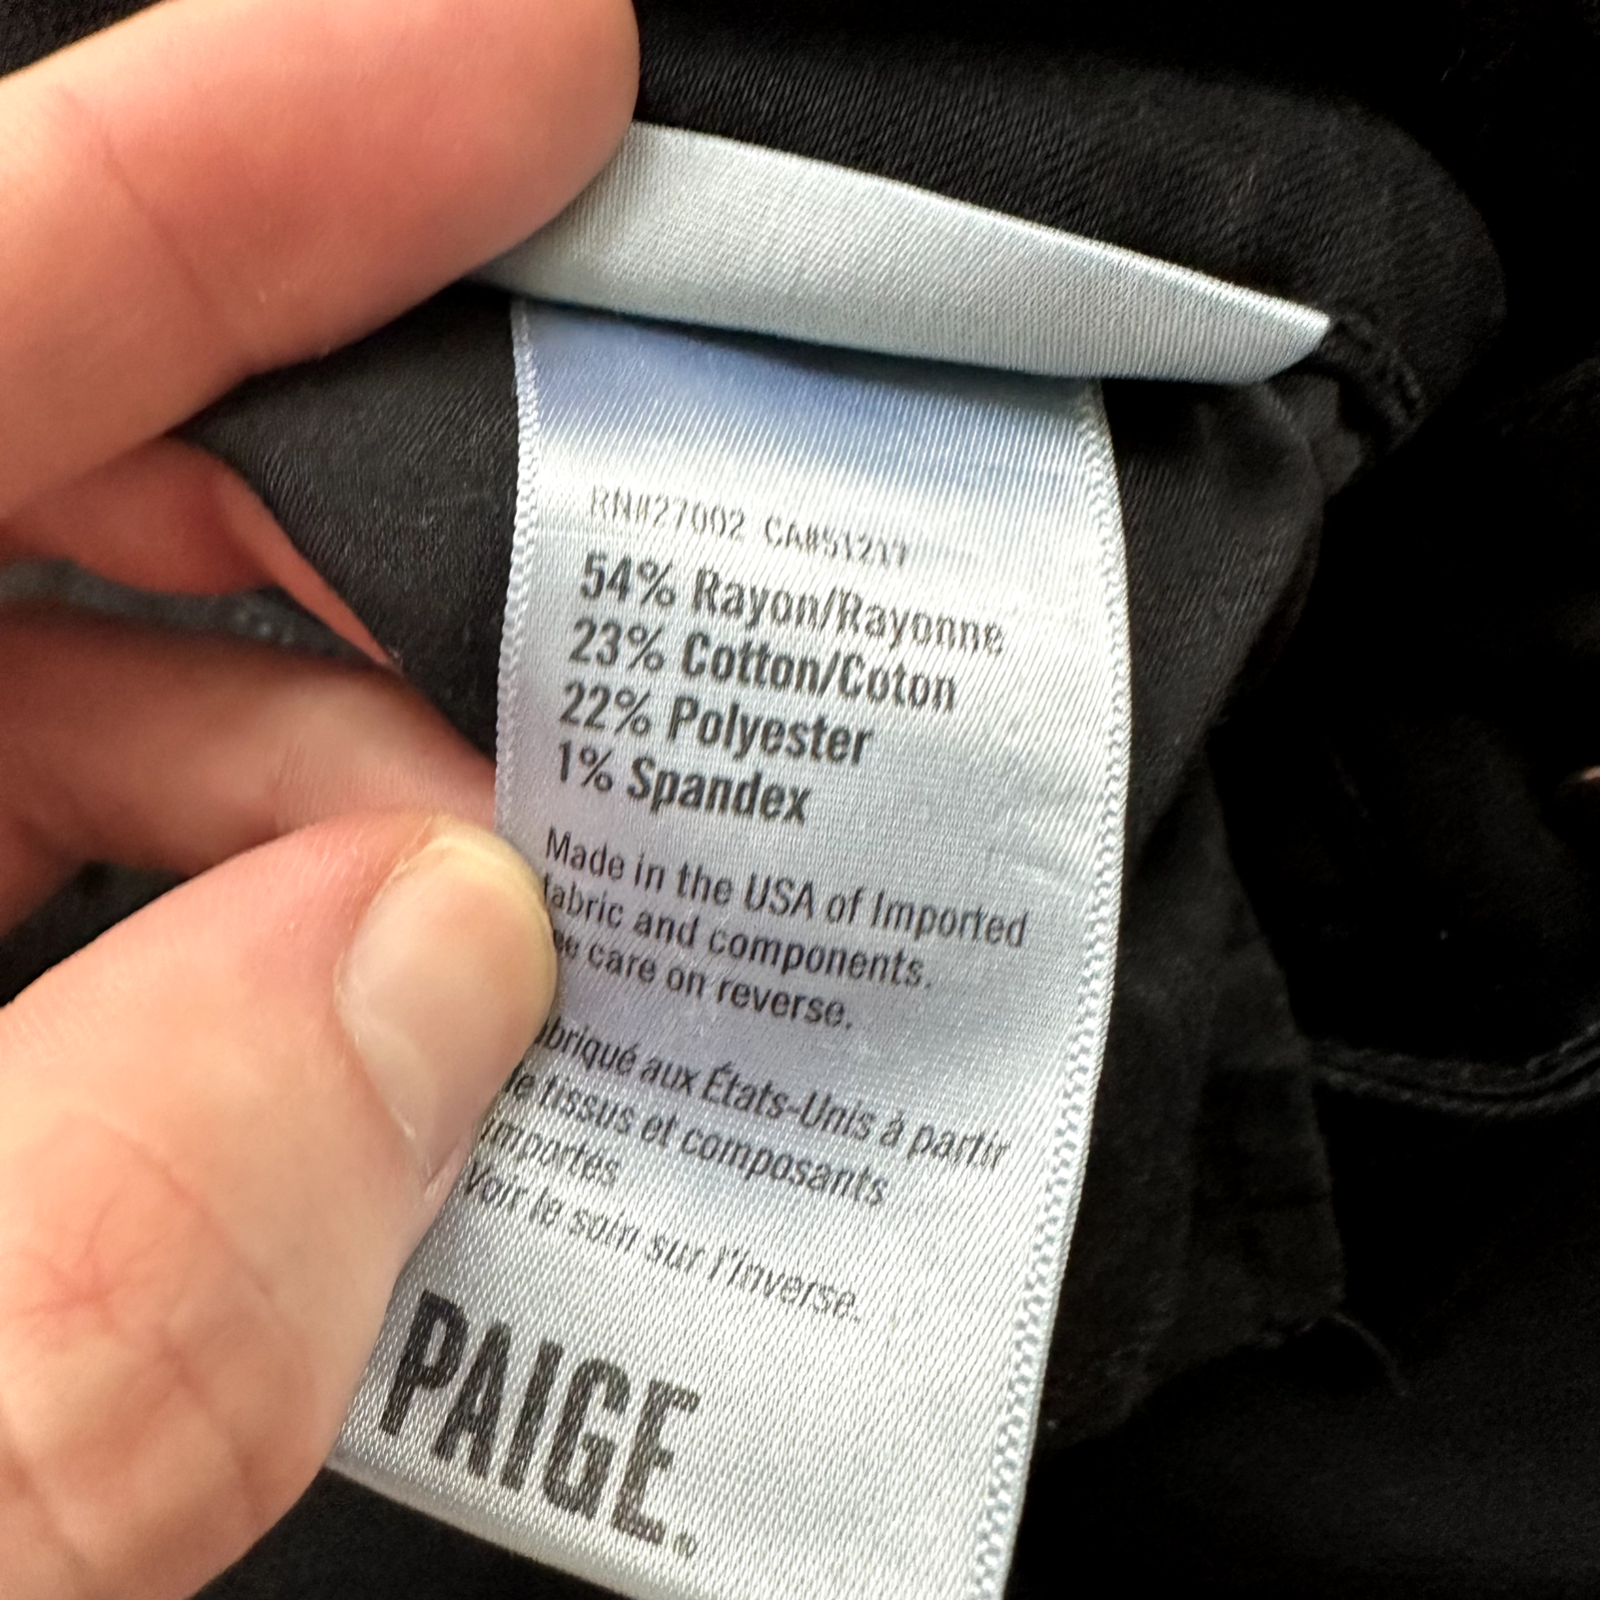 RN#27002 CA#51217
54% Rayon/Rayonne
23% Cotton/Coton
22% Polyester
1% Spandex
Made in the USA of Imported
fabric and components.
care on reverse.
aux États-Unis à partir
tissus et composants
importés
Voir le soin sur l'inverse.
PAIGE.